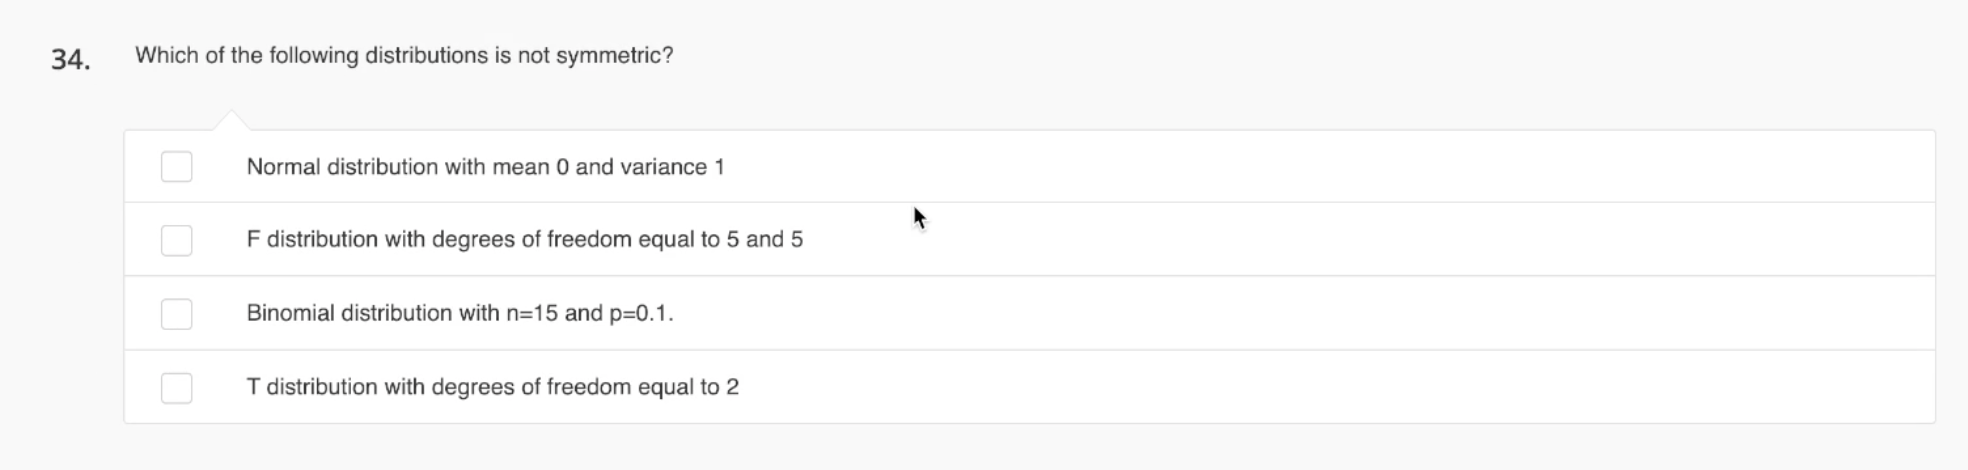 34. Which of the following distributions is not symmetric?
Normal distribution with mean 0 and variance 1
F distribution with degrees of freedom equal to 5 and 5
Binomial distribution with n=15 and p=0.1.
T distribution with degrees of freedom equal to 2